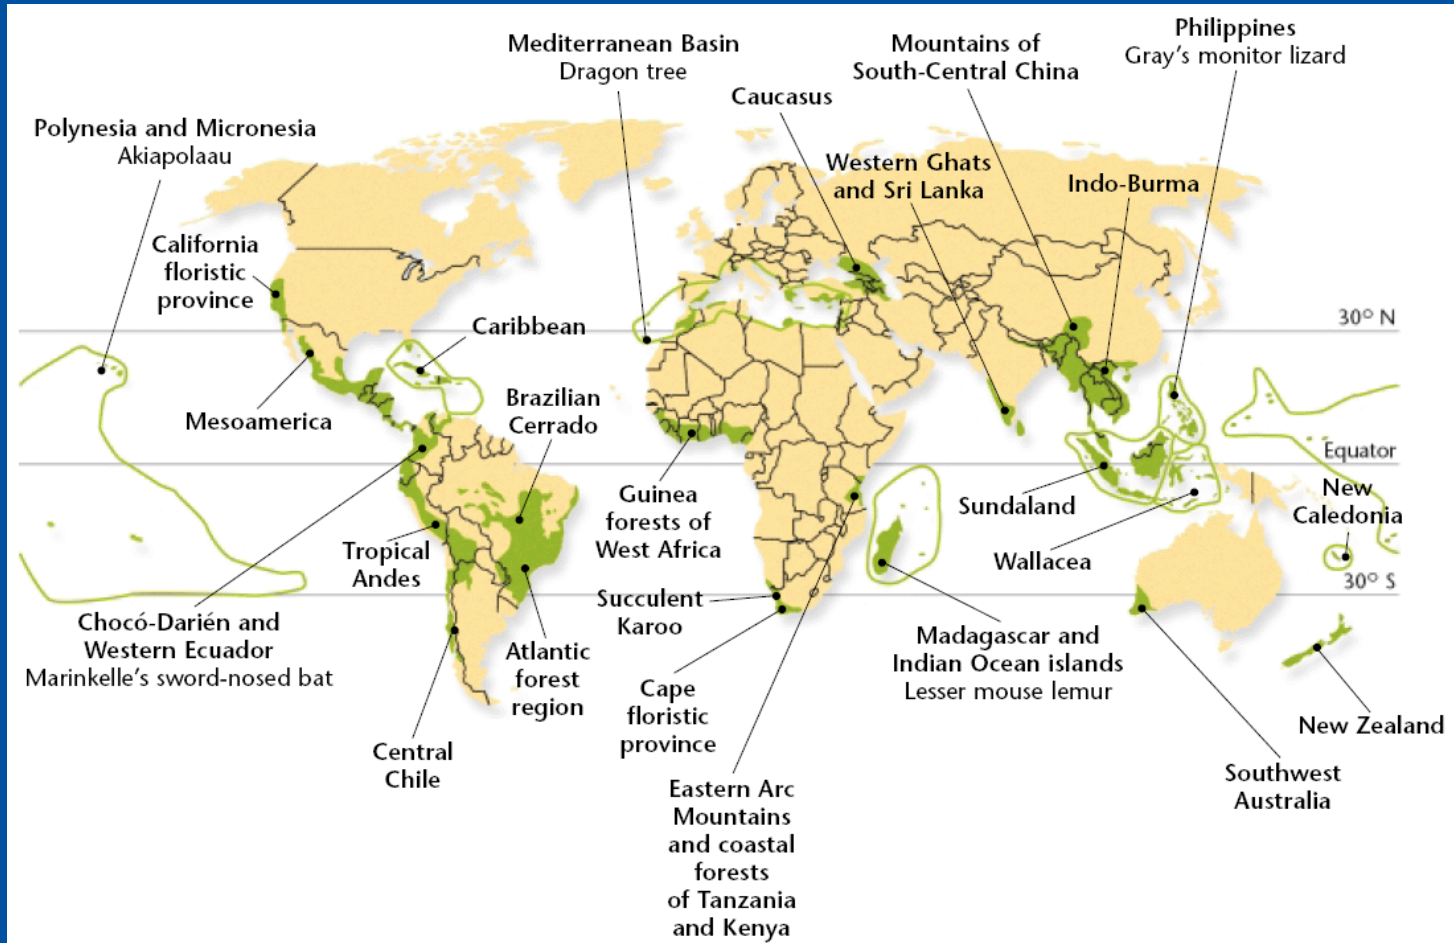 Philippines
Gray's monitor lizard
Mediterranean Basin
Dragon tree
Mountains of
South-Central China
Caucasus
Polynesia and Micronesia
Akiapolaau
Western Ghats
and Sri Lanka
Indo-Burma
California
floristic
province
30° N
Caribbean
Mesoamerica
Brazilian
Cerrado
Equator
Guinea
forests of
West Africa
Sundaland
New
Caledonia
Tropical
Andes
Wallacea
30° S
Succulent
Karoo
Chocó-Darién and
Western Ecuador
Marinkelle's sword-nosed bat
Atlantic
forest
region
Madagascar and
Indian Ocean islands
Lesser mouse lemur
Cape
floristic
province
New Zealand
Central
Chile
Southwest
Australia
Eastern Arc
Mountains
and coastal
forests
of Tanzania
and Kenya